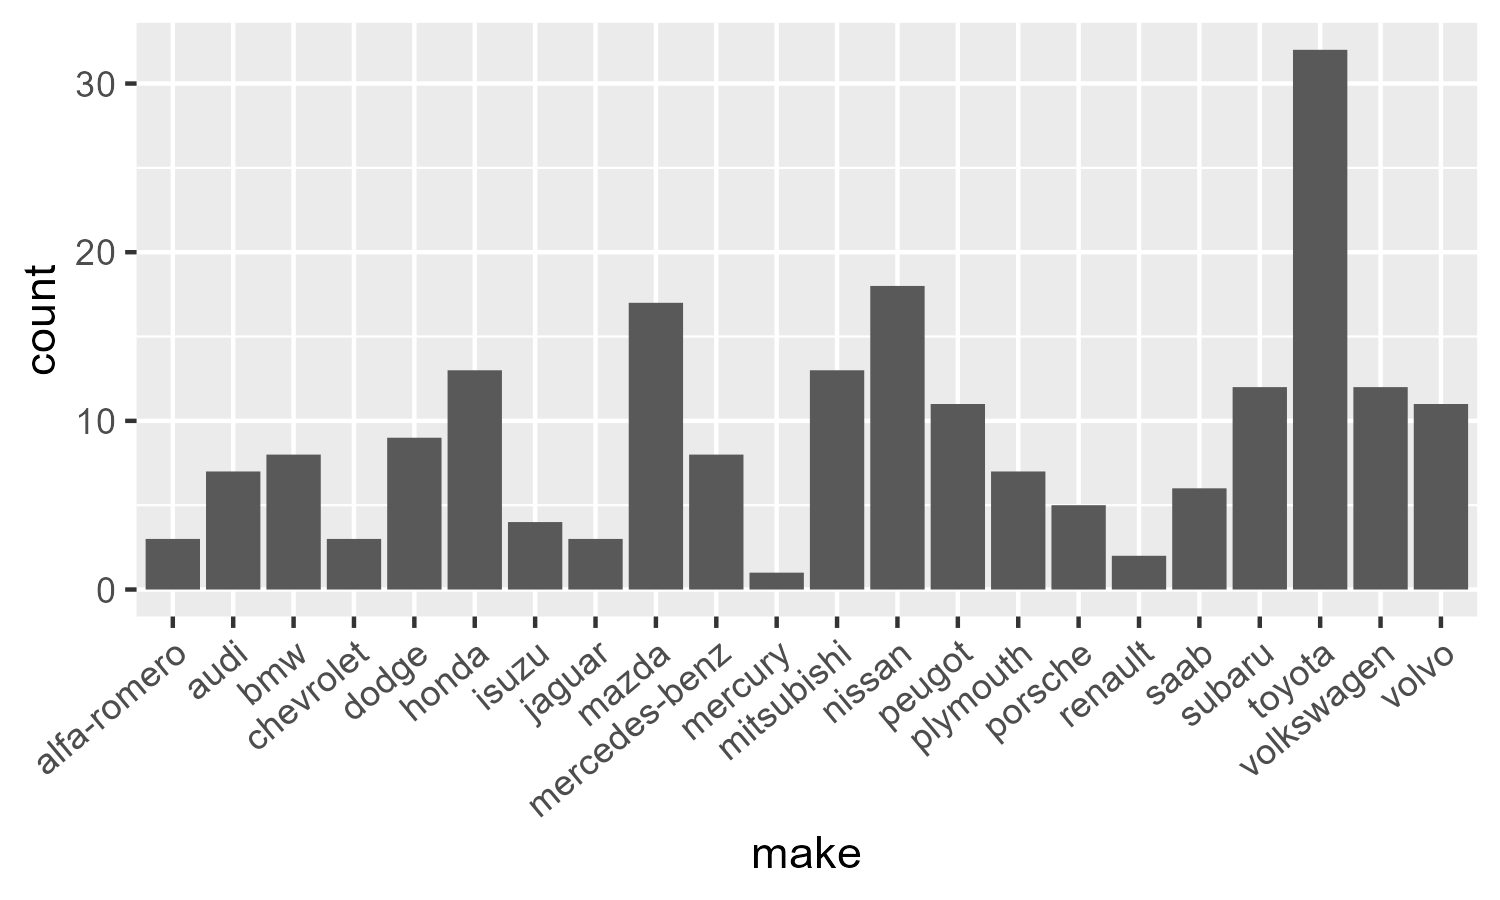 count
30
20
10
0
alfa-romero
audi
bmw
chevrolet
dodge
honda
isuzu
jaguar
mazda
mercedes-benz
mercury
mitsubishi
nissan
peugot
plymouth
porsche
renault
saab
subaru
toyota
volkswagen
volvo
make